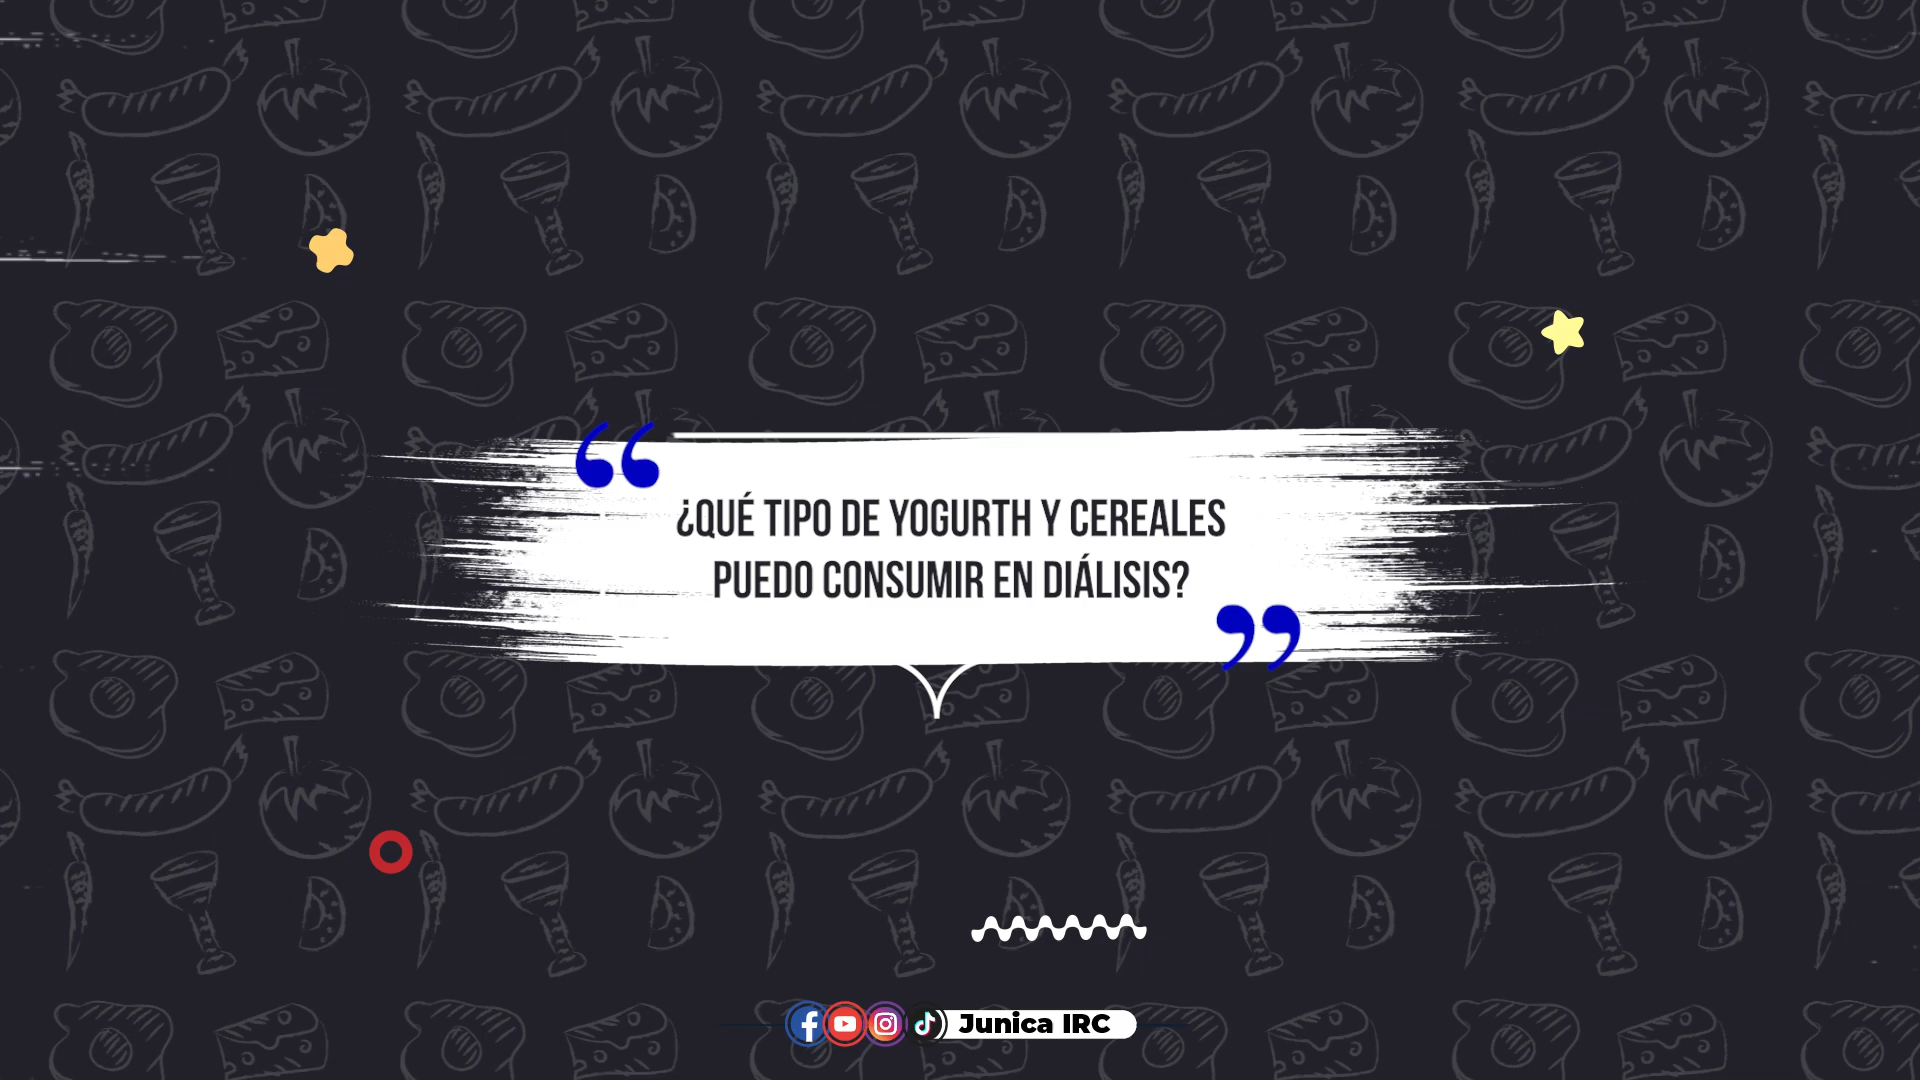 ¿QUÉ TIPO DE YOGURTH Y CEREALES
PUEDO CONSUMIR EN DIÁLISIS?
Junica IRC